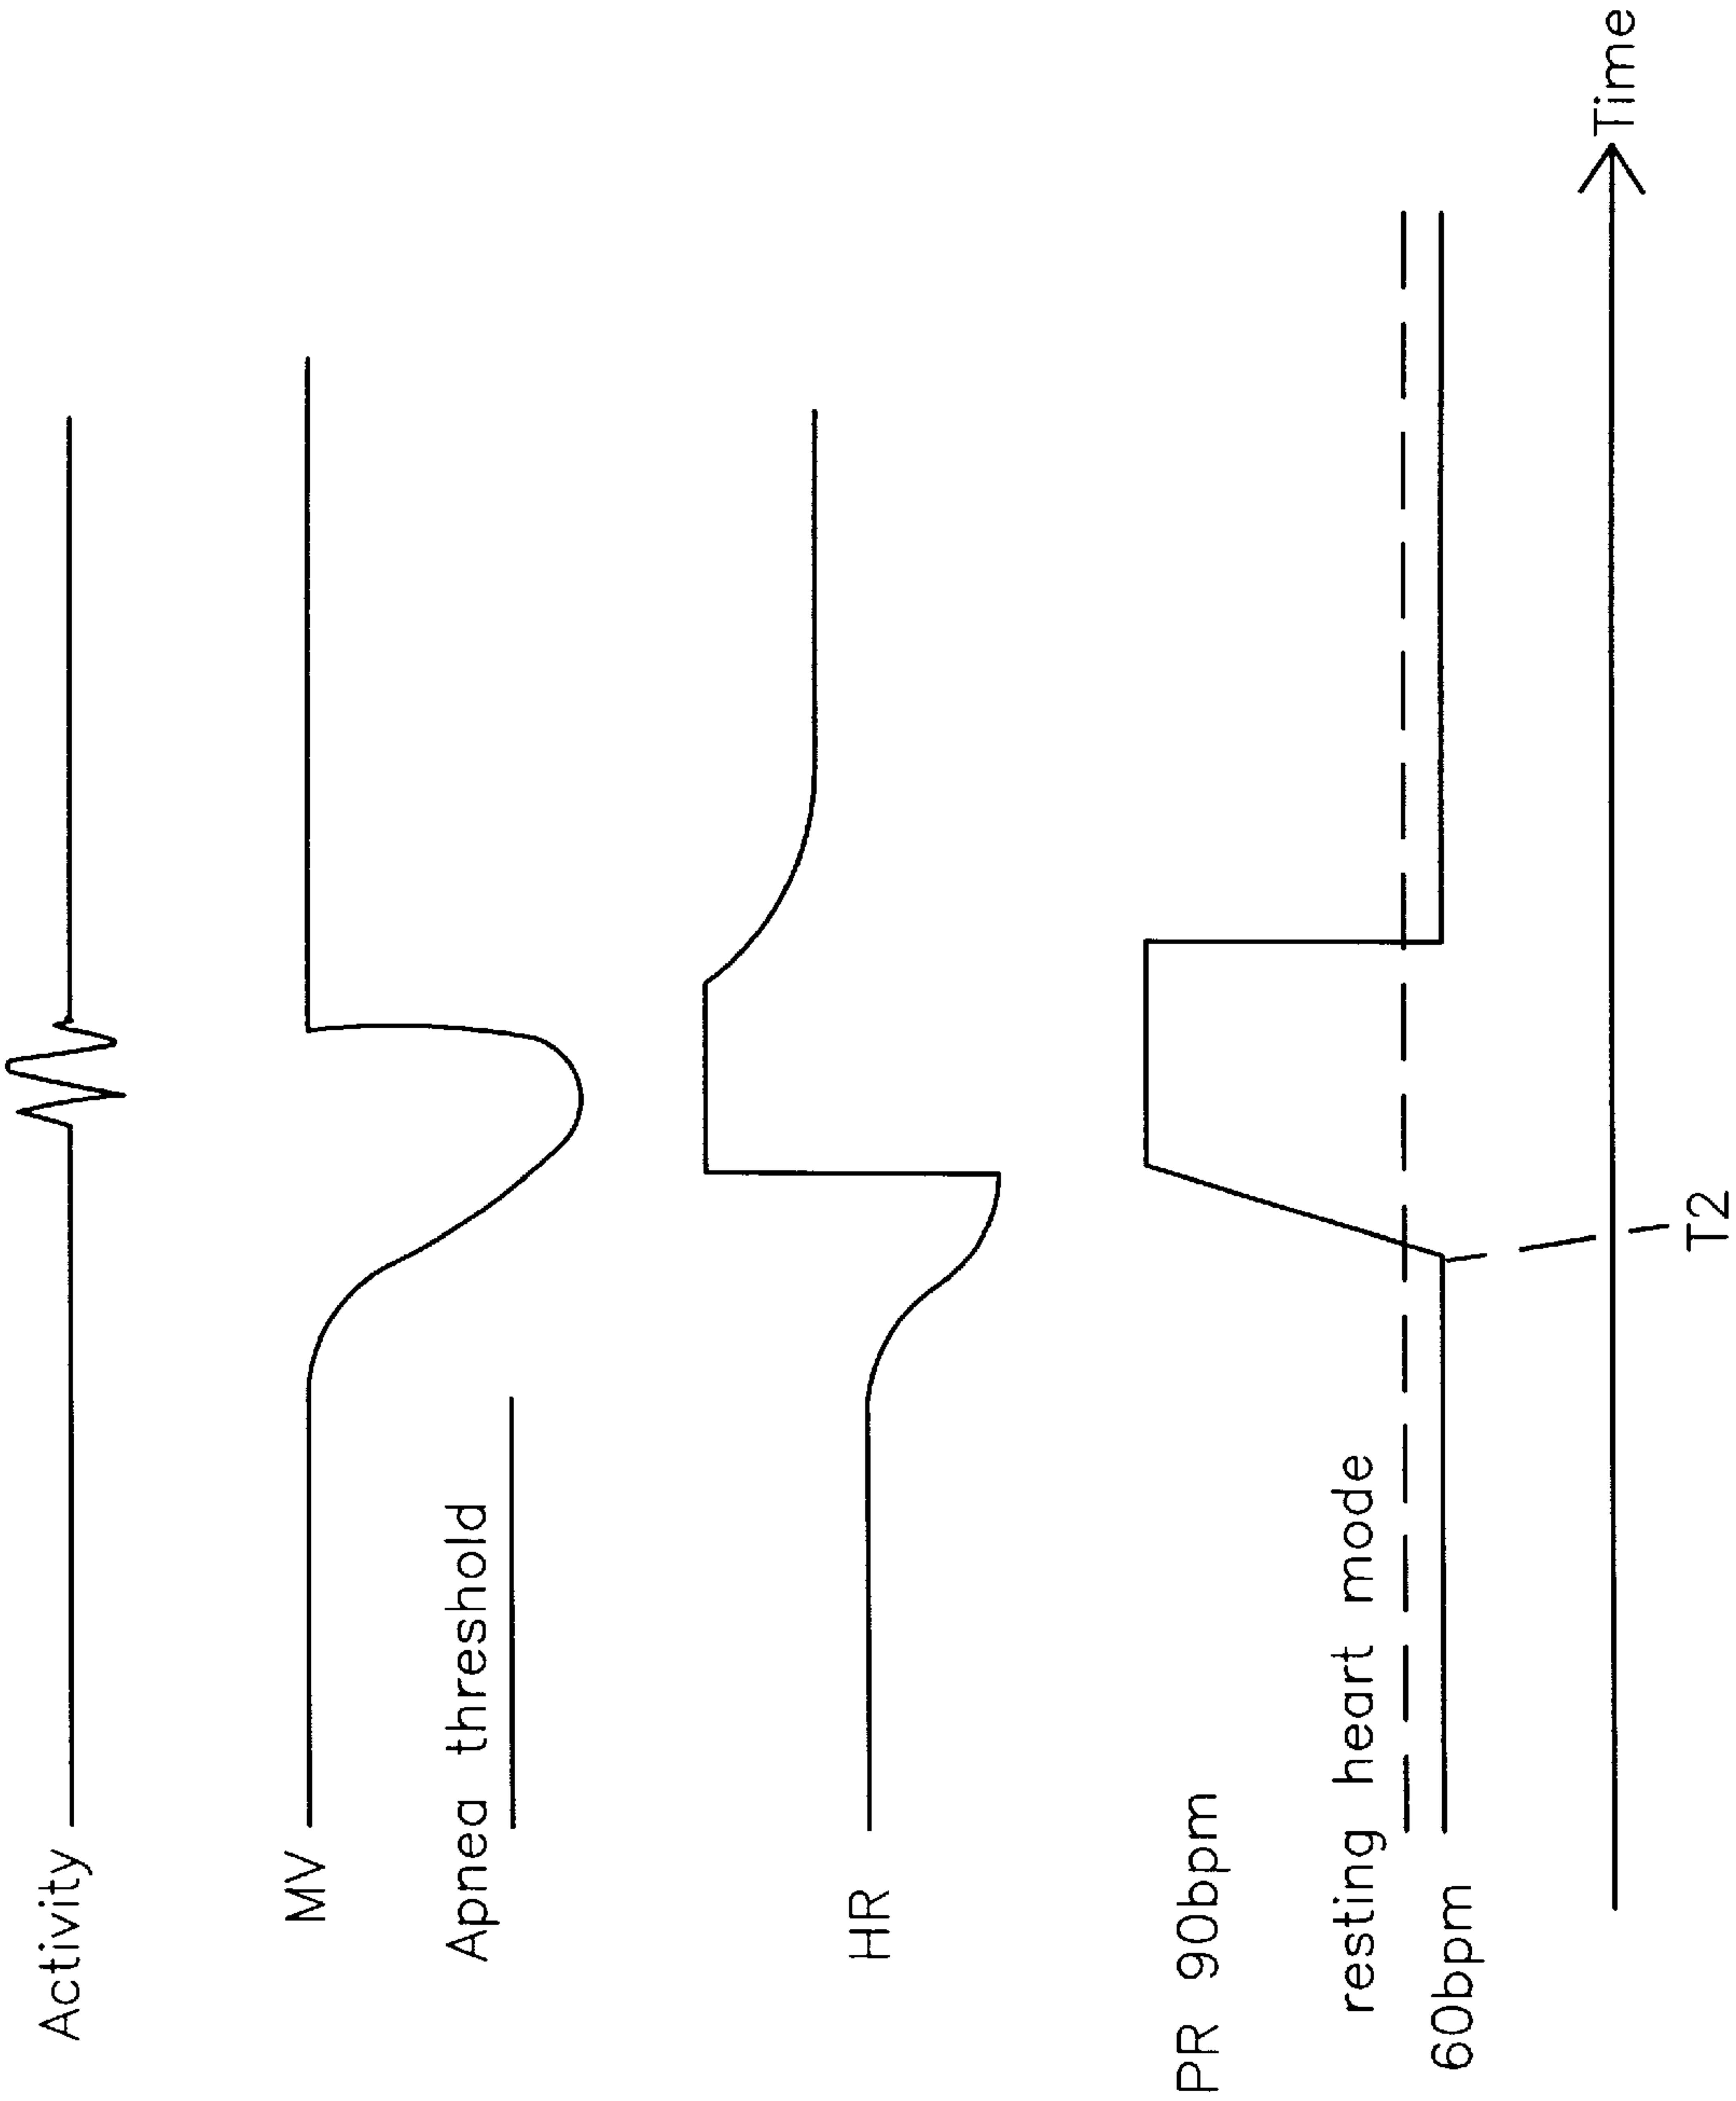 Activity
MV
Apnea threshold
HR
PR 90bpm
resting heart mode
60bpm
Time
T2